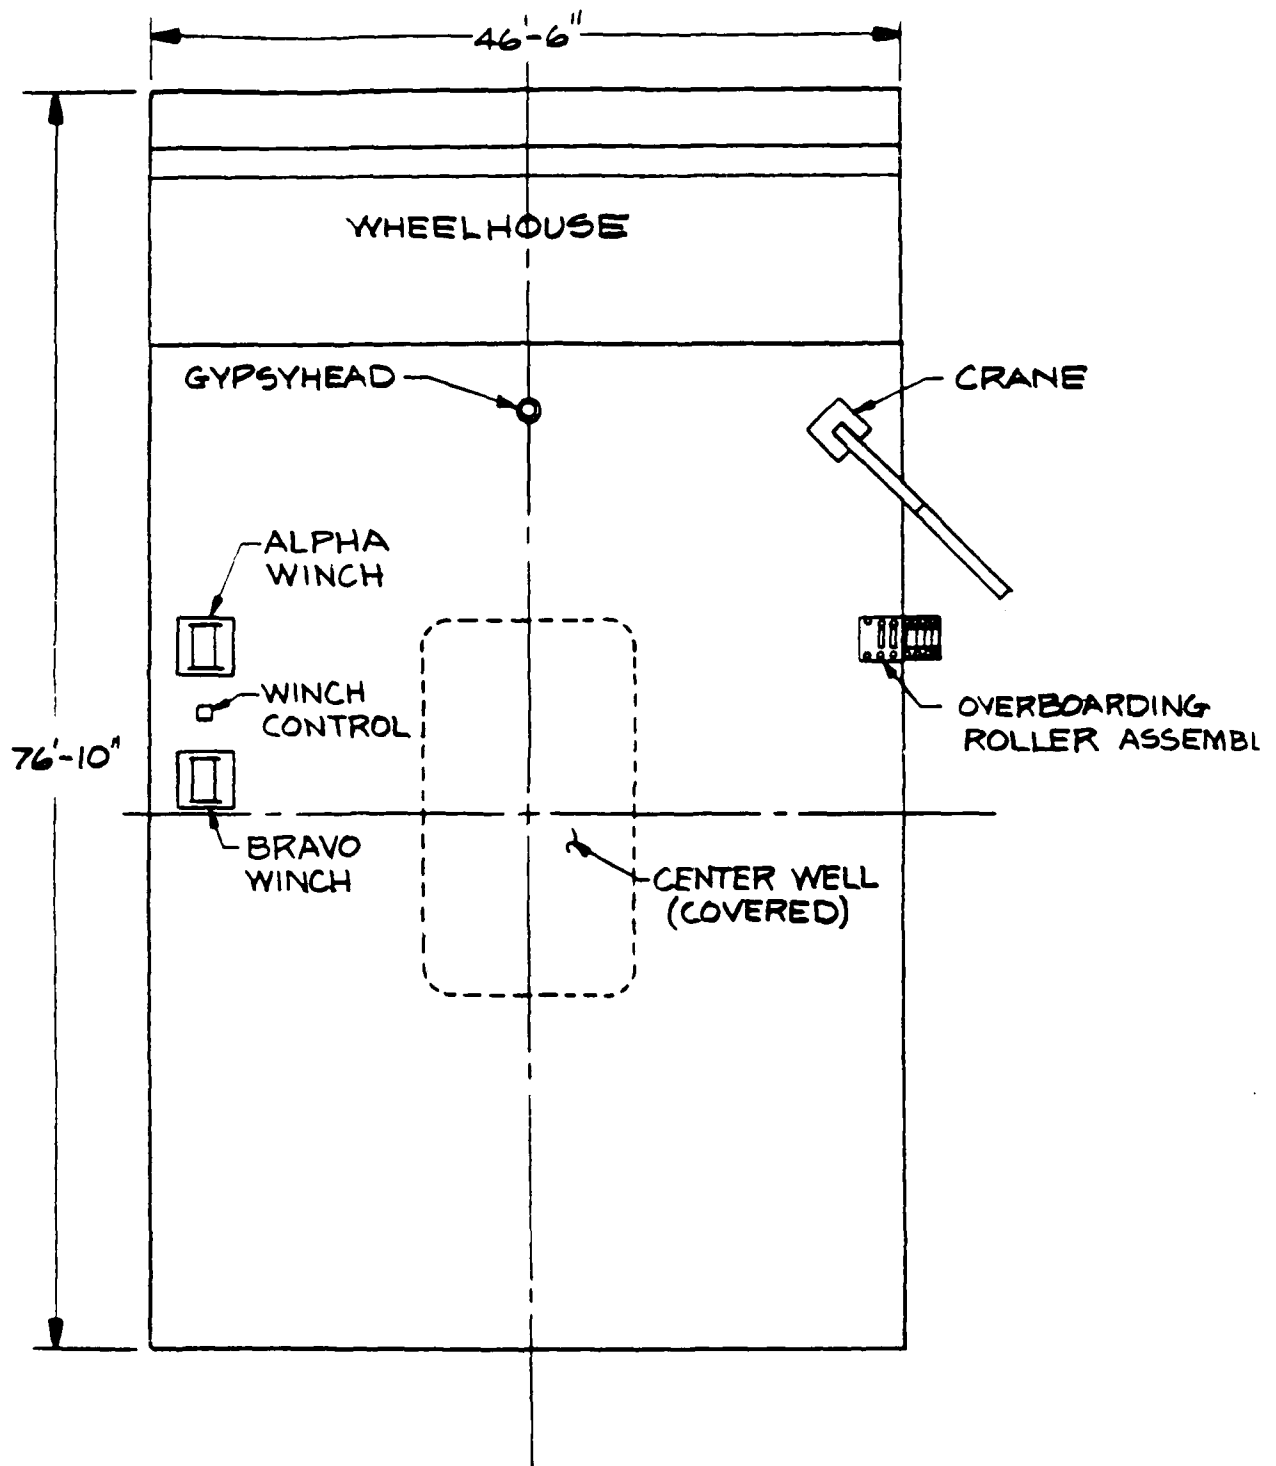 46'-6"
WHEELHOUSE
GYPSYHEAD
CRANE
ALPHA
WINCH
WINCH
CONTROL
OVERBOARDING
ROLLER ASSEMBL
76'-10"
BRAVO
WINCH
CENTER WELL
(COVERED)